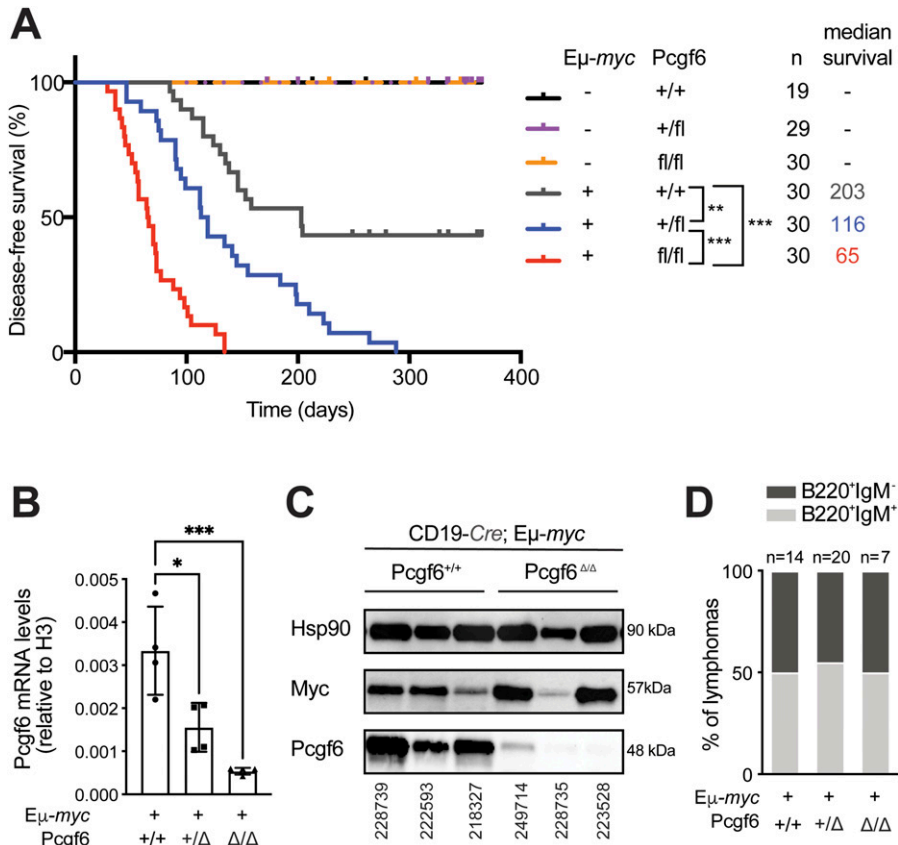 A
Eμ-myc Pcgf6 n median survival
- +/+ 19 -
- +/fl 29 -
- fl/fl 30 -
+ +/+ 30 203
+ +/fl 30 116
+ fl/fl 30 65
** *** ***
Disease-free survival (%)
100
50
0
0 100 200 300 400
Time (days)
B
***
*
Pcgf6 mRNA levels
(relative to H3)
0.005
0.004
0.003
0.002
0.001
0.000
Eμ-myc + + +
Pcgf6 +/+ +/Δ Δ/Δ
C
CD19-Cre; Eμ-myc
Pcgf6+/+ Pcgf6Δ/Δ
Hsp90 90 kDa
Myc 57kDa
Pcgf6 48 kDa
228739 222593 218327 249714 228735 223528
D
B220+IgM-
B220+IgM+
n=14 n=20 n=7
% of lymphomas
100
50
0
Eμ-myc + + +
Pcgf6 +/+ +/Δ Δ/Δ